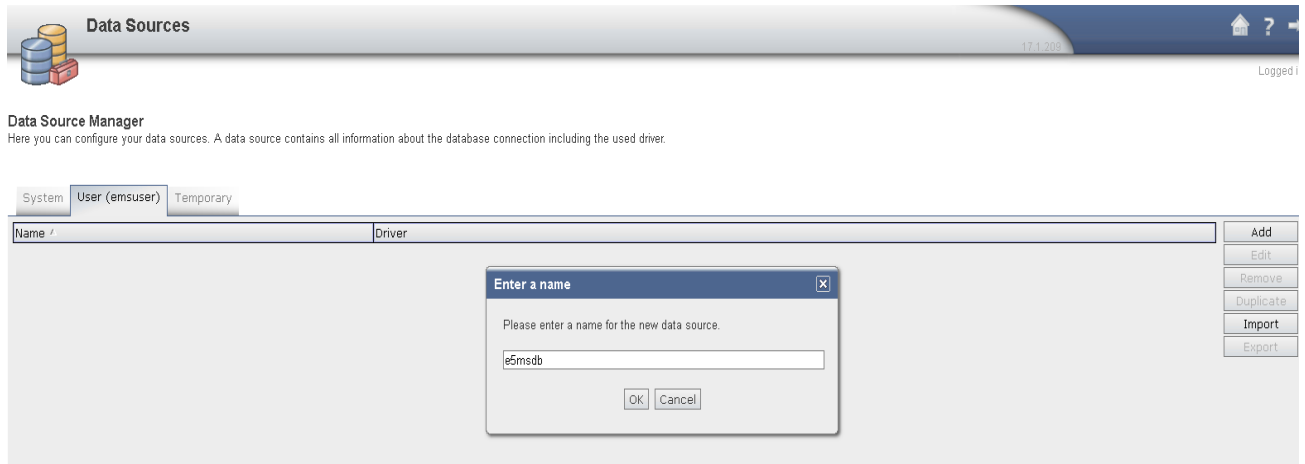 Data Sources
?
17.1.209
Logged i
Data Source Manager
Here you can configure your data sources. A data source contains all information about the database connection including the used driver.
System User (emsuser) Temporary
Name Driver
Add
Edit
Remove
Duplicate
Import
Export
Enter a name
Please enter a name for the new data source.
e5msdb
OK Cancel